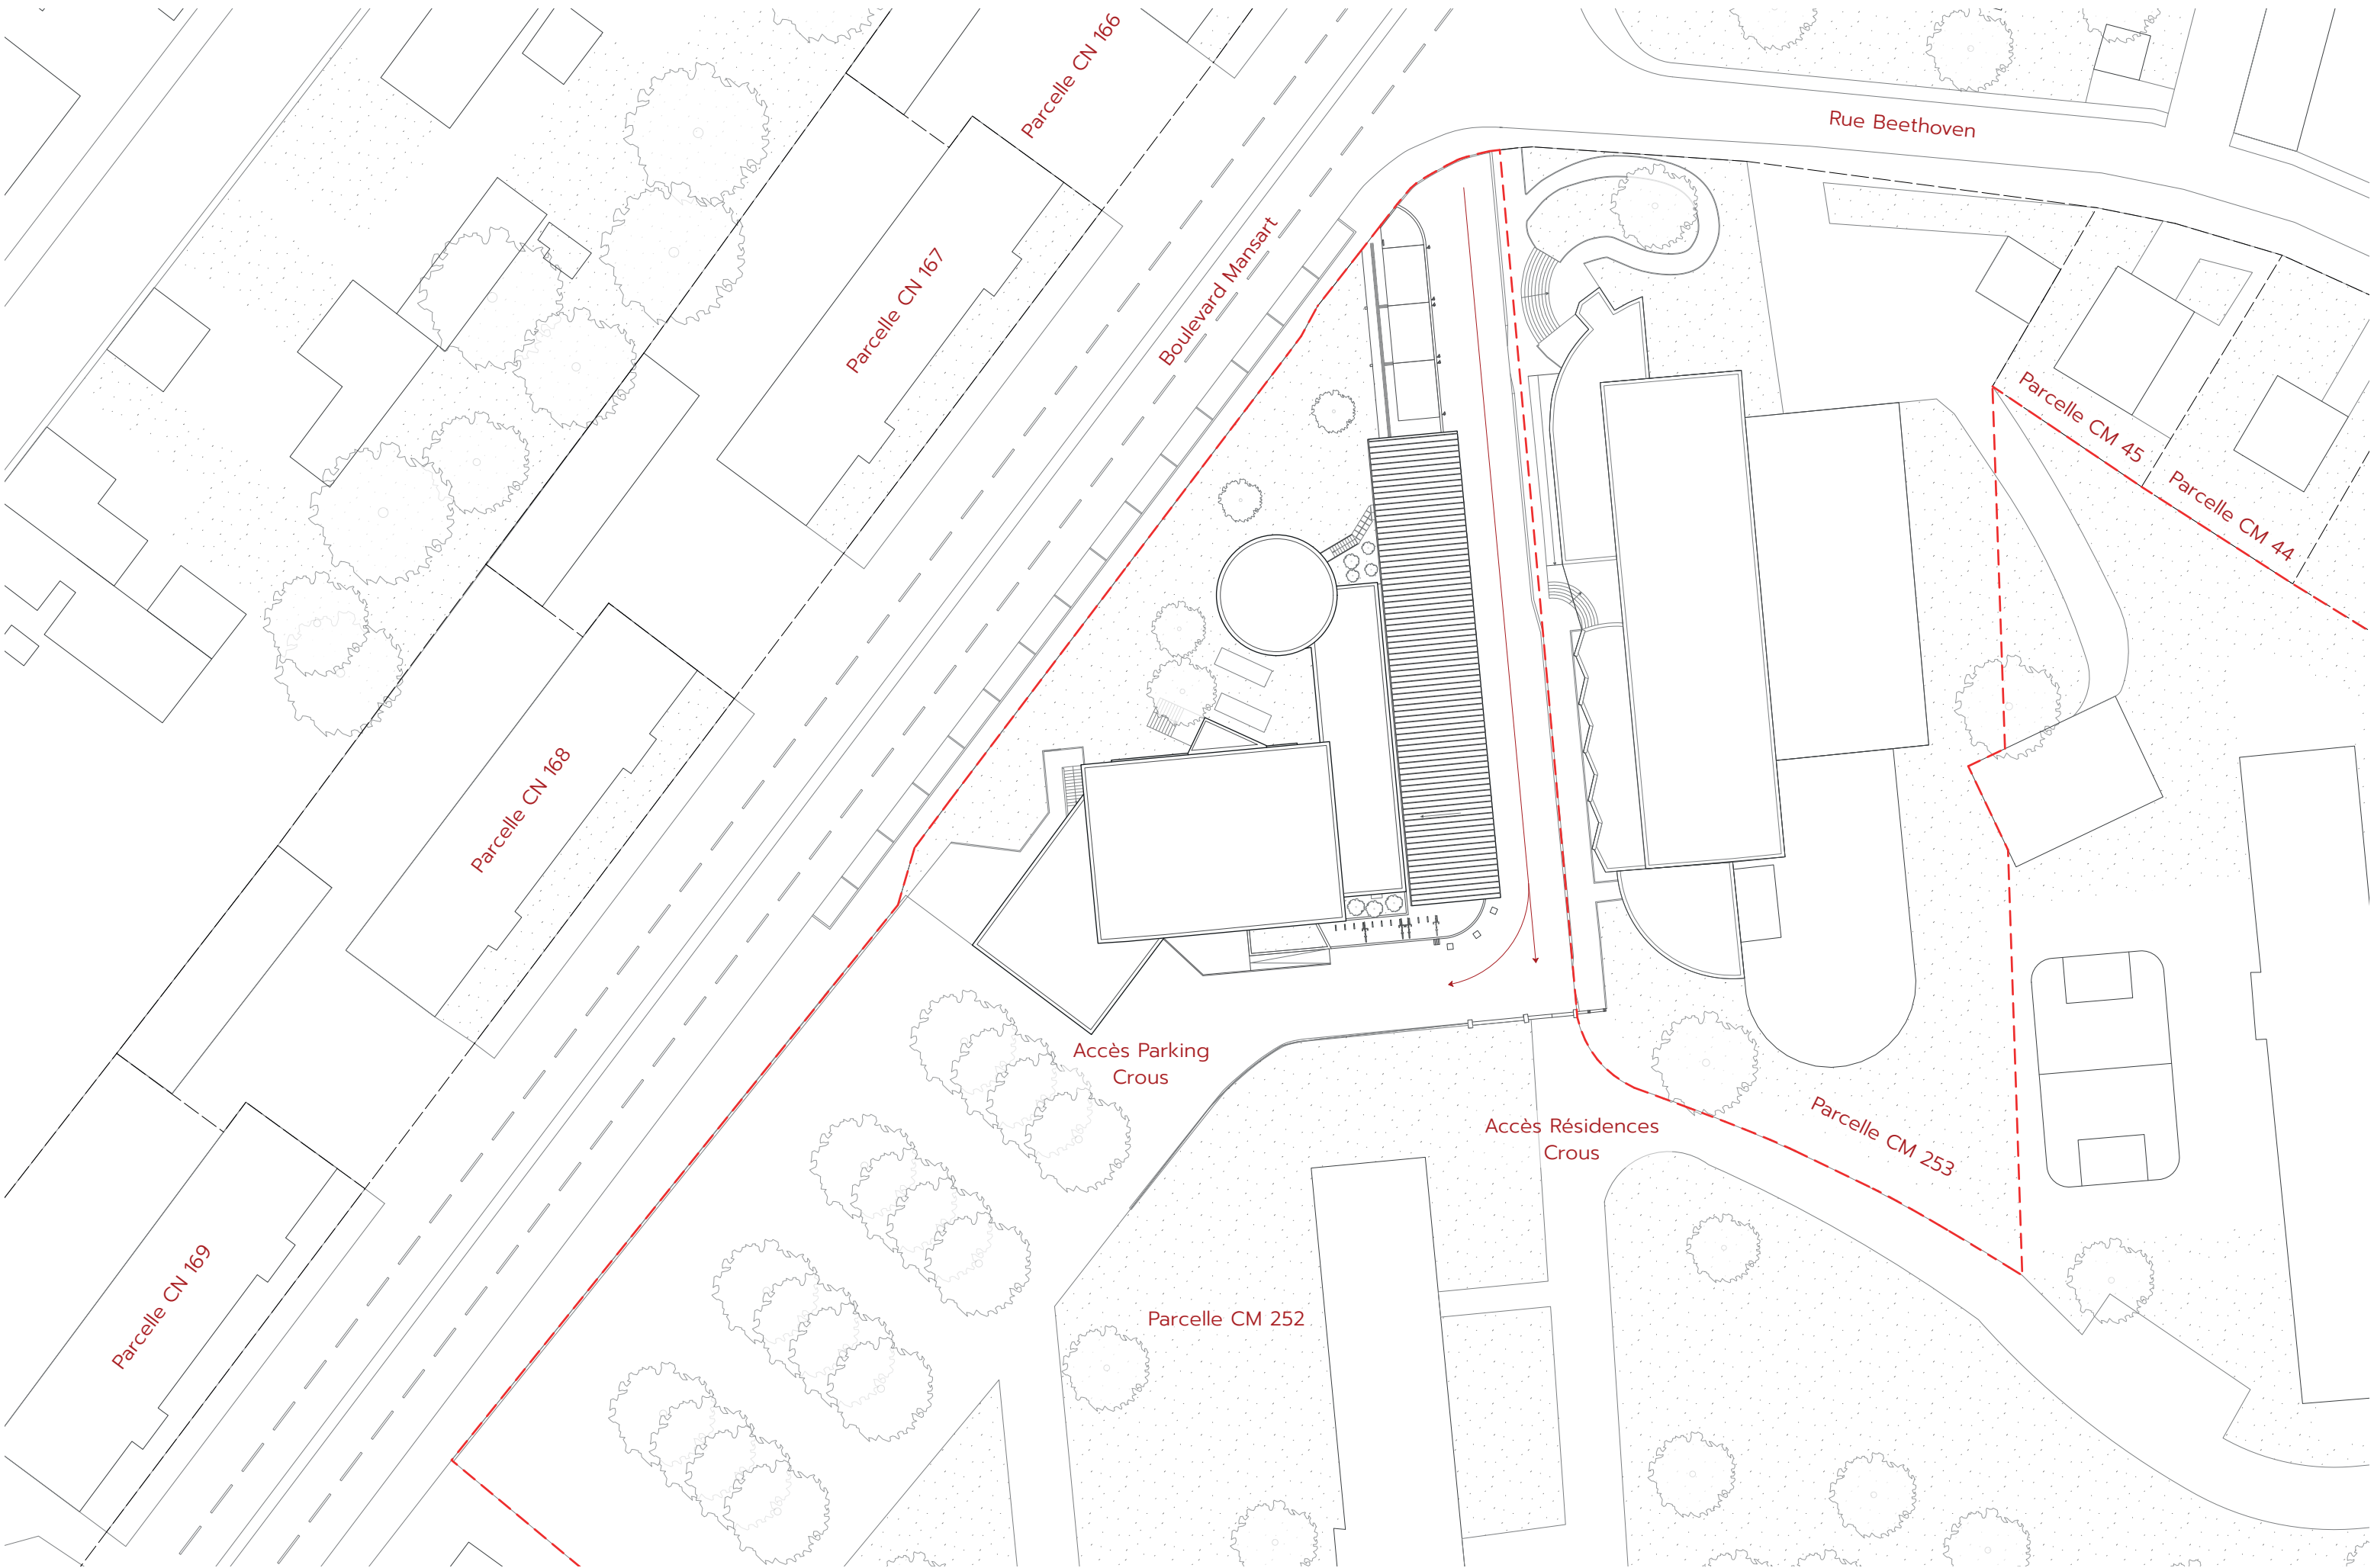 Parcelle CN 166
Rue Beethoven
Parcelle CN 167
Boulevard Mansart
Parcelle CM 45
Parcelle CM 44
Parcelle CN 168
Accès Parking
Crous
Accès Résidences
Crous
Parcelle CM 253
Parcelle CN 169
Parcelle CM 252